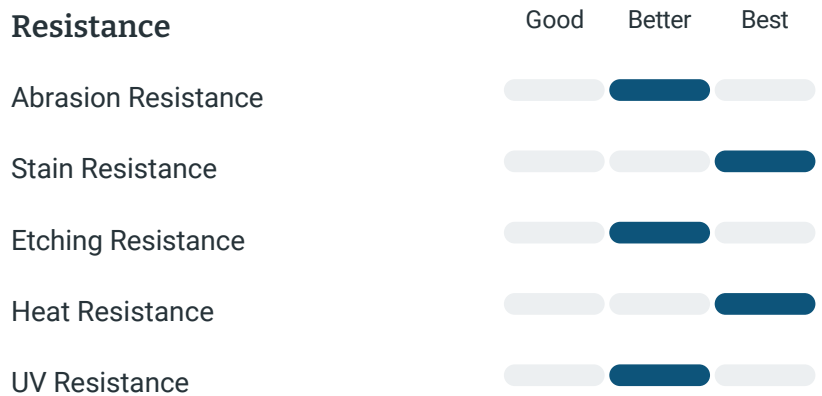 Resistance Good Better Best
Abrasion Resistance
Stain Resistance
Etching Resistance
Heat Resistance
UV Resistance